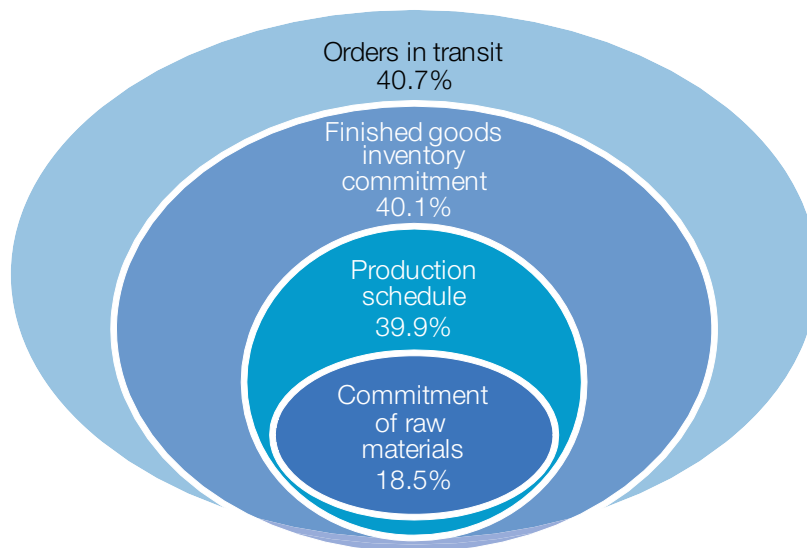 Orders in transit
40.7%
Finished goods
inventory
commitment
40.1%
Production
schedule
39.9%
Commitment
of raw
materials
18.5%